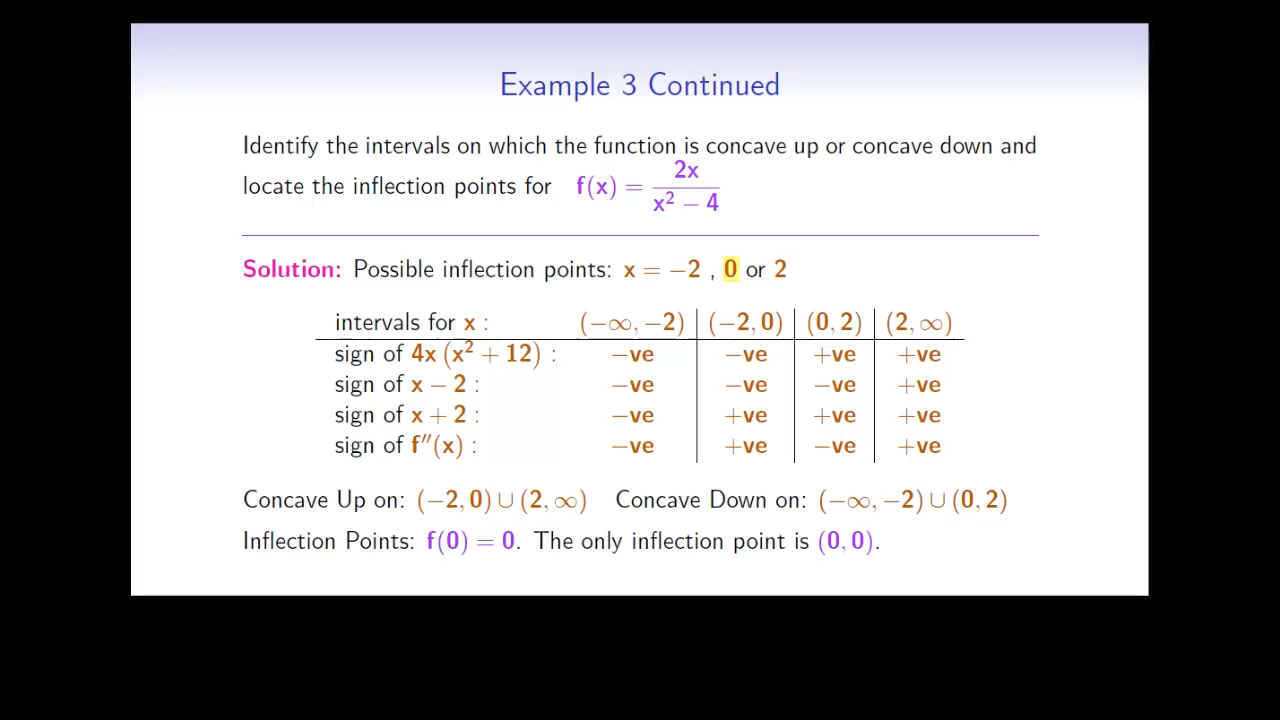 Example 3 Continued
Identify the intervals on which the function is concave up or concave down and
locate the inflection points for f(x) = 2x / (x² − 4)
Solution: Possible inflection points: x = −2 , 0 or 2
intervals for x : (−∞, −2) (−2, 0) (0, 2) (2, ∞)
sign of 4x (x² + 12) : −ve −ve +ve +ve
sign of x − 2 : −ve −ve −ve +ve
sign of x + 2 : −ve +ve +ve +ve
sign of f″(x) : −ve +ve −ve +ve
Concave Up on: (−2, 0) ∪ (2, ∞) Concave Down on: (−∞, −2) ∪ (0, 2)
Inflection Points: f(0) = 0. The only inflection point is (0, 0).